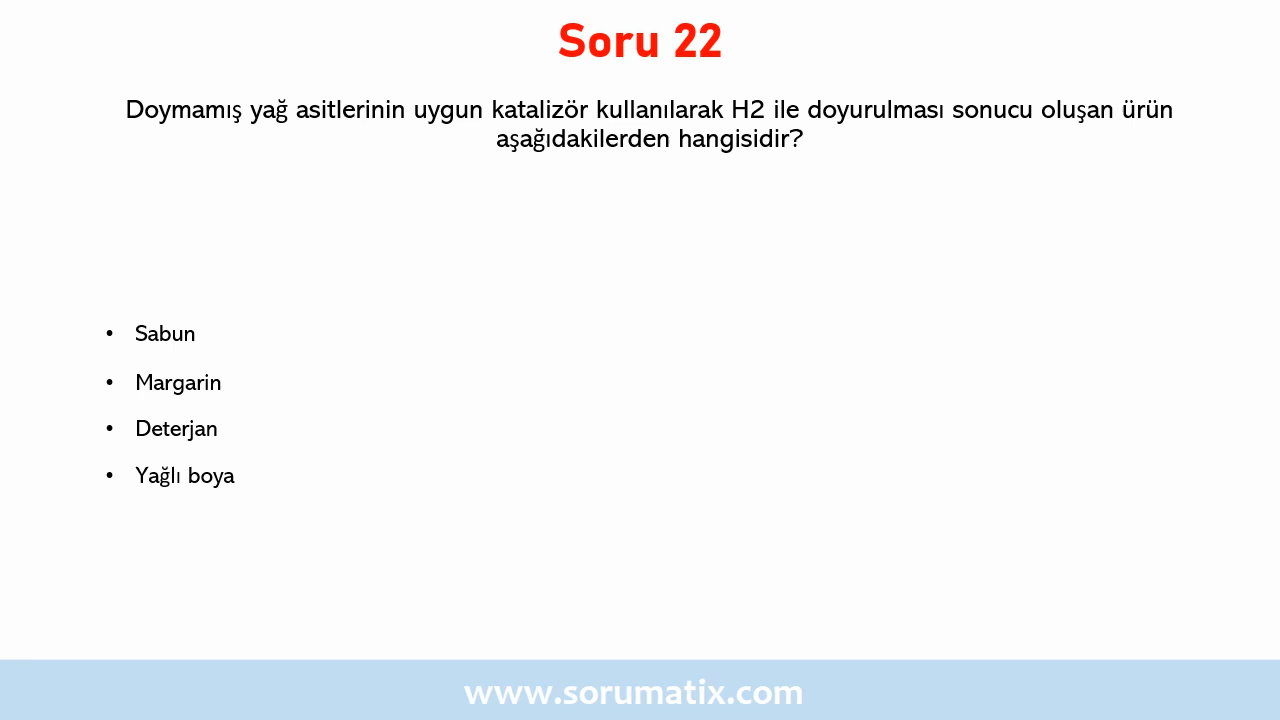 Soru 22
Doymamış yağ asitlerinin uygun katalizör kullanılarak H2 ile doyurulması sonucu oluşan ürün
aşağıdakilerden hangisidir?
• Sabun
• Margarin
• Deterjan
• Yağlı boya
www.sorumatix.com